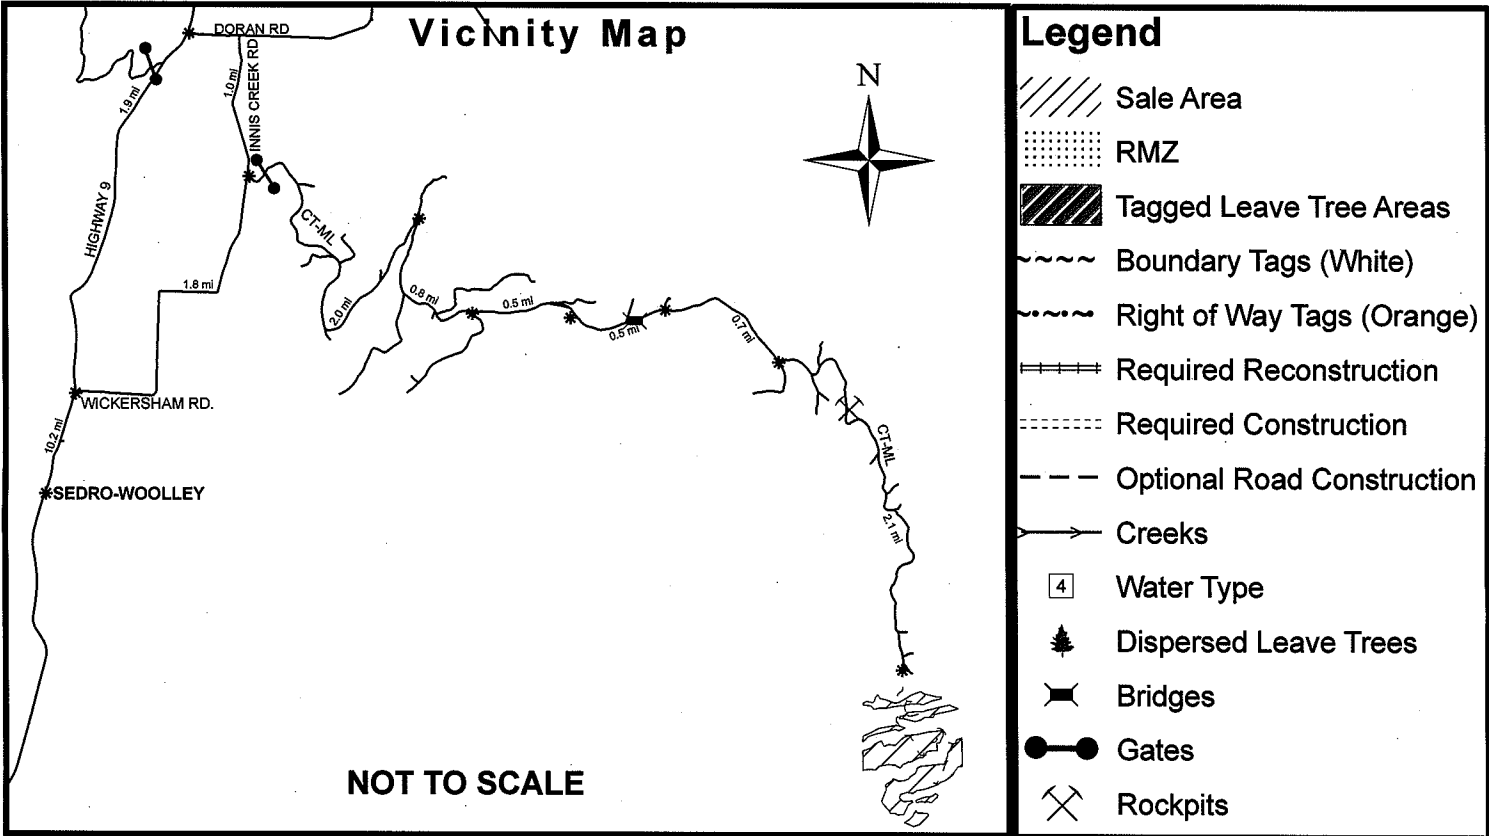 Vicinity Map
DORAN RD
1.9 mi
1.0 mi
INNIS CREEK RD
N
HIGHWAY 9
CT-ML
1.8 mi
2.0 mi
0.8 mi
0.5 mi
0.5 mi
0.7 mi
WICKERSHAM RD.
10.2 mi
CT-ML
SEDRO-WOOLLEY
2.1 mi
NOT TO SCALE
Legend
Sale Area
RMZ
Tagged Leave Tree Areas
Boundary Tags (White)
Right of Way Tags (Orange)
Required Reconstruction
Required Construction
Optional Road Construction
Creeks
4 Water Type
Dispersed Leave Trees
Bridges
Gates
Rockpits